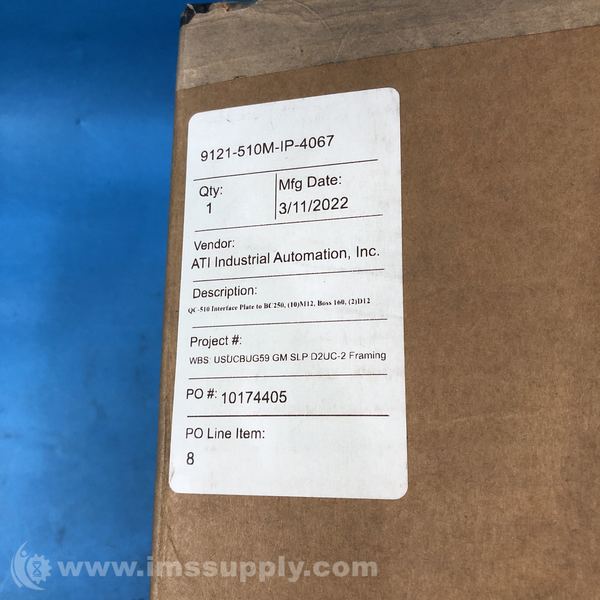 9121-510M-IP-4067
Qty:
1
Mfg Date:
3/11/2022
Vendor:
ATI Industrial Automation, Inc.
Description:
QC-510 Interface Plate to BC250, (10)M12, Boss 160, (2)D12
Project #:
WBS: USUCBUG59 GM SLP D2UC-2 Framing
PO #: 10174405
PO Line Item:
8
www.imssupply.com